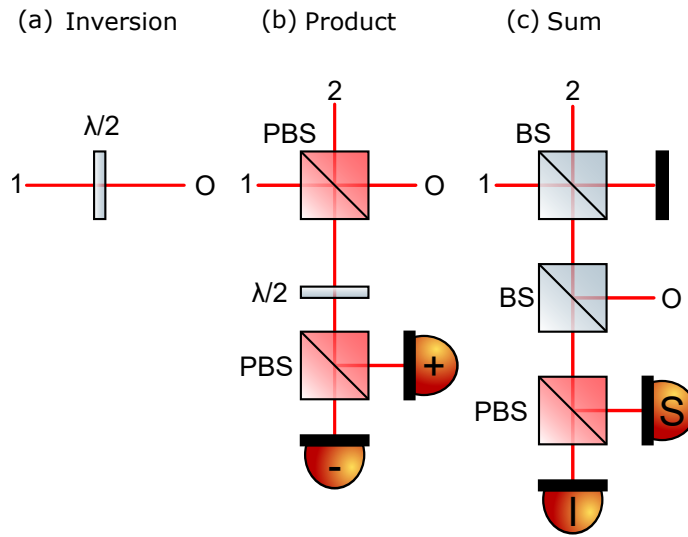 (a) Inversion
(b) Product
(c) Sum
λ/2
1
O
2
PBS
1
O
λ/2
PBS
+
-
2
BS
1
BS
O
PBS
S
I